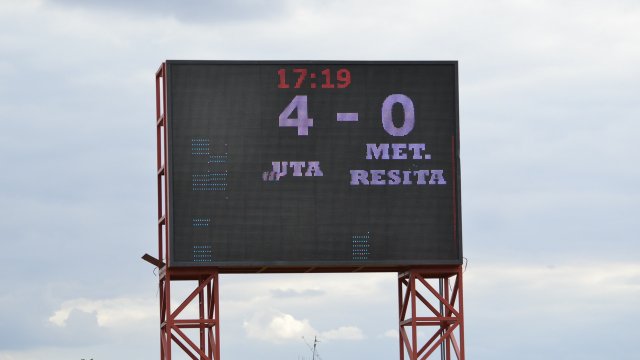 17:19
4 - 0
UTA
MET.
RESITA